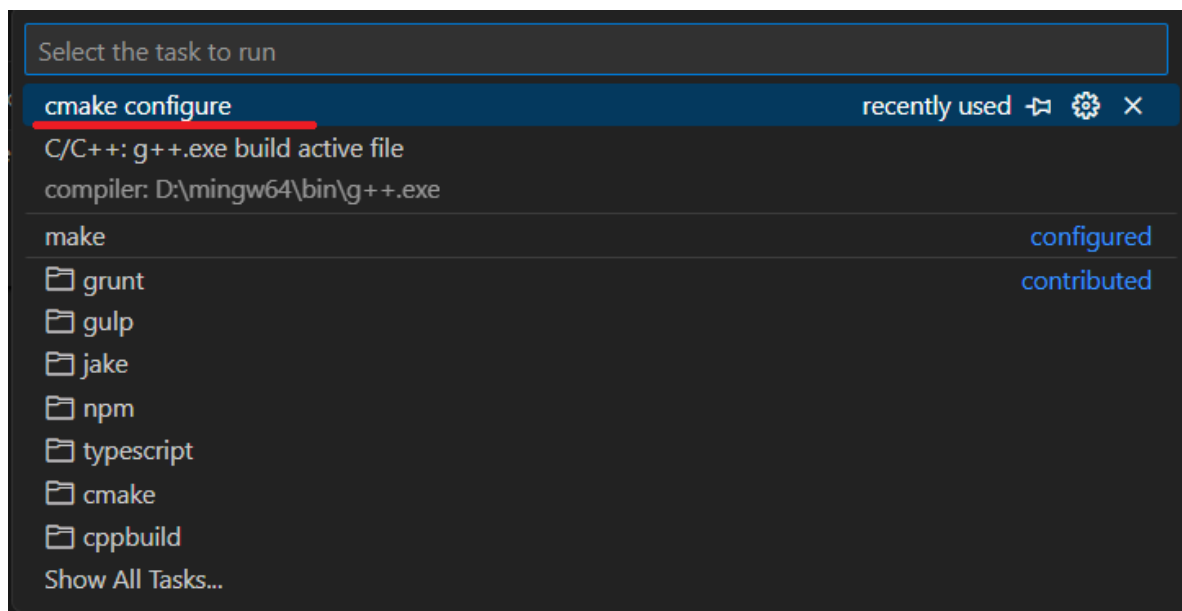 Select the task to run
cmake configure recently used
C/C++: g++.exe build active file
compiler: D:\mingw64\bin\g++.exe
make configured
grunt contributed
gulp
jake
npm
typescript
cmake
cppbuild
Show All Tasks...